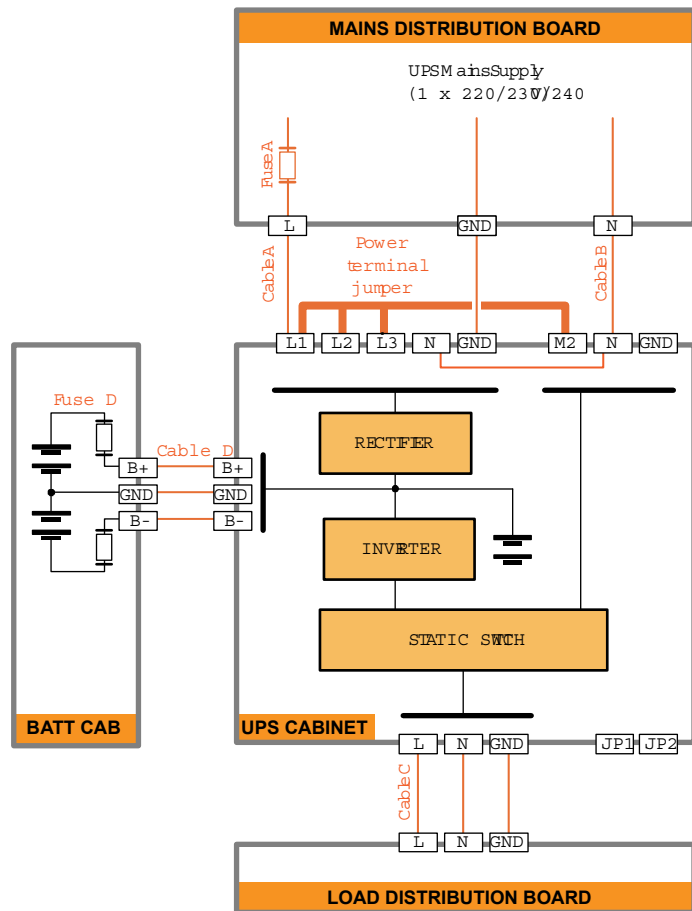 MAINS DISTRIBUTION BOARD
UPS Mains Supply
(1 x 220/230V/240
Fuse A
L GND N
Cable A
Power
terminal
jumper
Cable B
L1 L2 L3 N GND M2 N GND
Fuse D
RECTIFIER
Cable D
B+ B+
GND GND
B- B-
INVERTER
STATIC SWITCH
BATT CAB
UPS CABINET
L N GND JP1 JP2
Cable C
L N GND
LOAD DISTRIBUTION BOARD